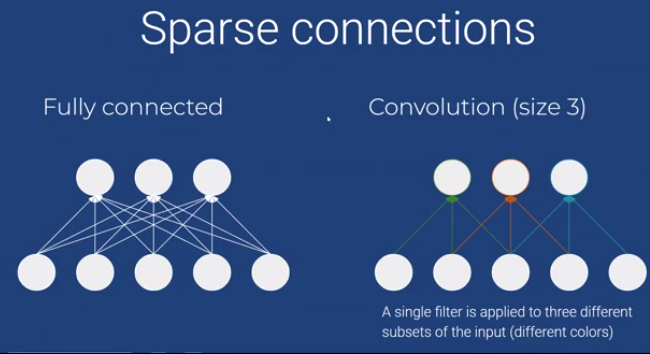 Sparse connections
Fully connected
Convolution (size 3)
A single filter is applied to three different
subsets of the input (different colors)